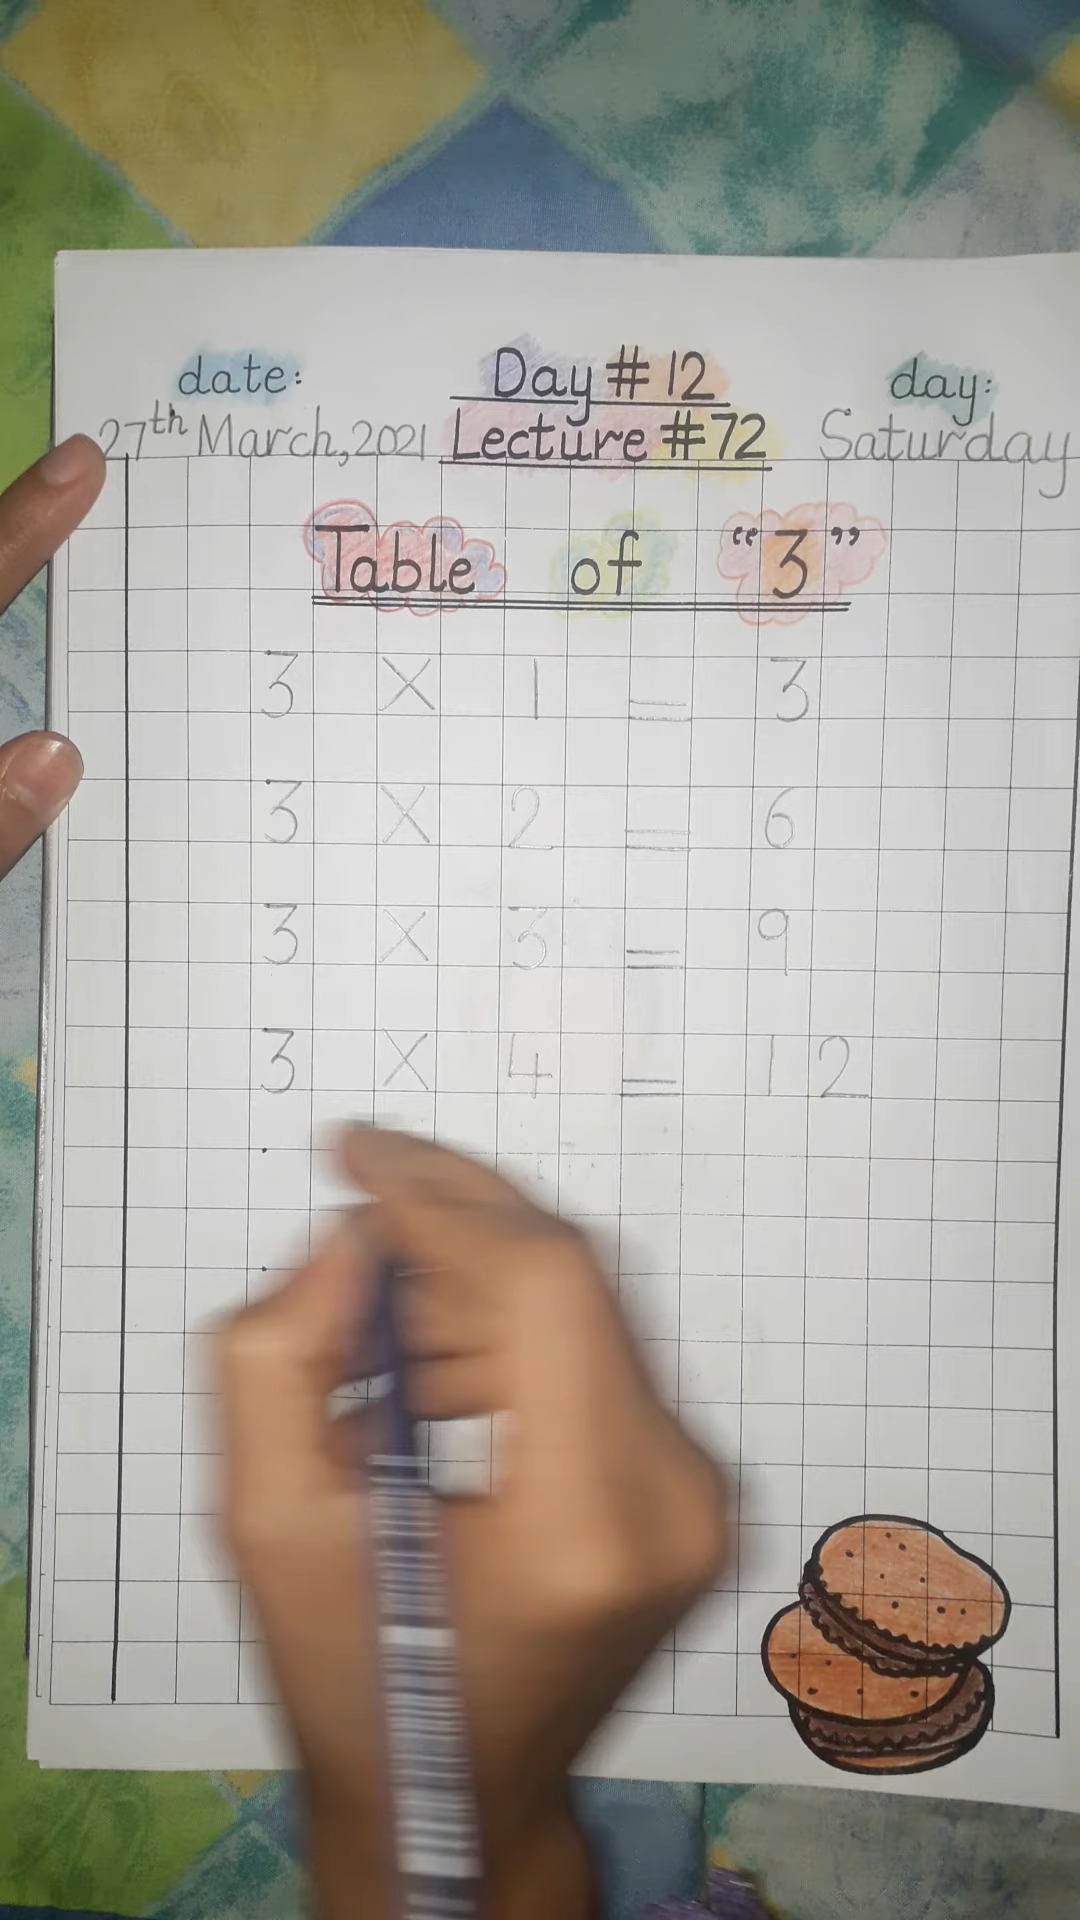 date: Day # 12 day:
27th March, 2021 Lecture #72 Saturday
Table of “3”
3 X 1 = 3
3 X 2 = 6
3 X 3 = 9
3 X 4 = 12